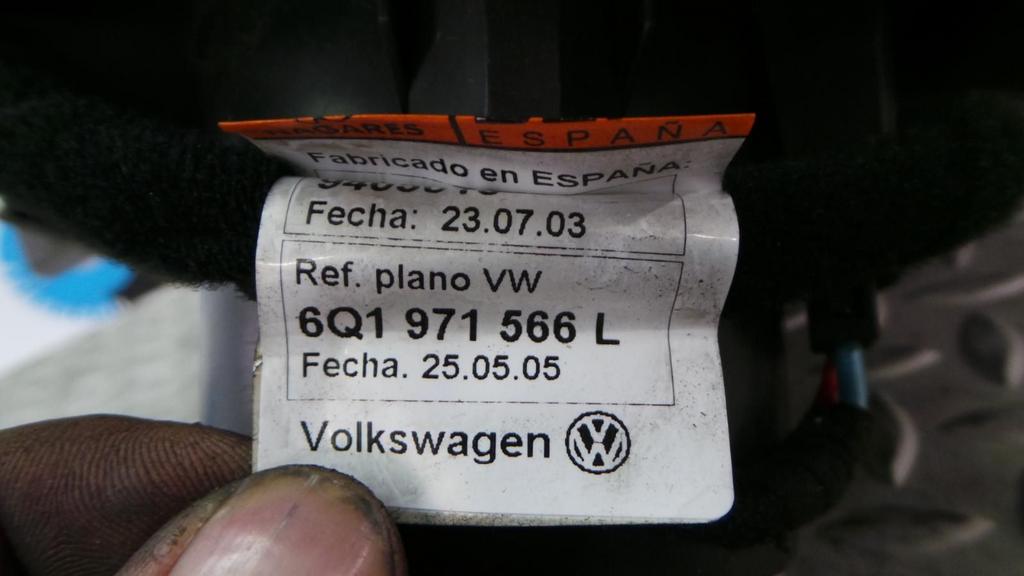 ESPAÑA
Fabricado en ESPAÑA:
Fecha: 23.07.03
Ref. plano VW
6Q1 971 566 L
Fecha. 25.05.05
Volkswagen